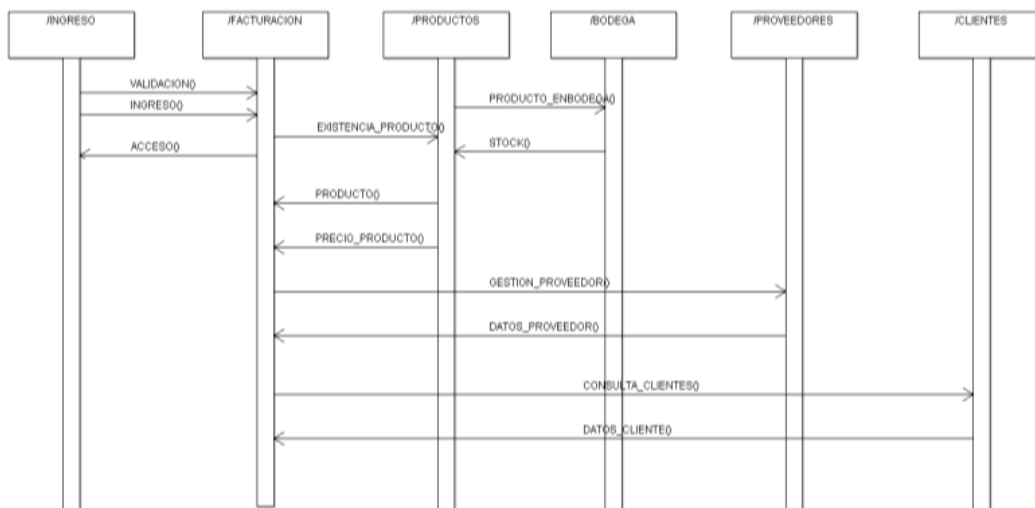 /INGRESO
/FACTURACION
/PRODUCTOS
/BODEGA
/PROVEEDORES
/CLIENTES
VALIDACION()
PRODUCTO_ENBODEGA()
INGRESO()
EXISTENCIA_PRODUCTO()
ACCESO()
STOCK()
PRODUCTO()
PRECIO_PRODUCTO()
GESTION_PROVEEDOR()
DATOS_PROVEEDOR()
CONSULTA_CLIENTES()
DATOS_CLIENTE()